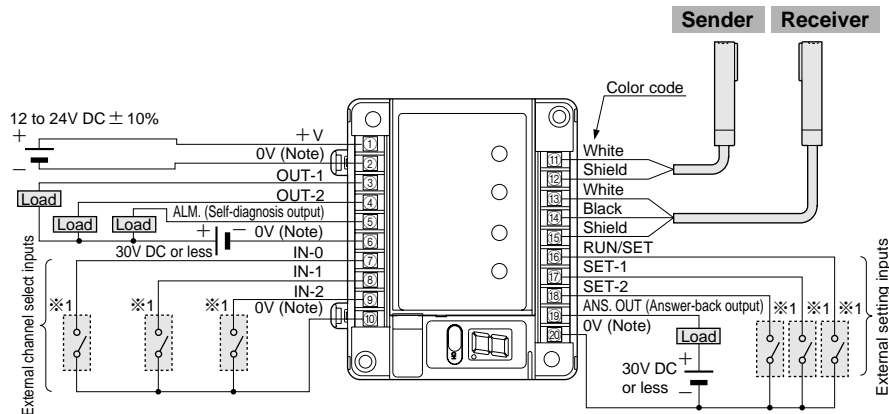 Sender Receiver
Color code
12 to 24V DC ± 10%
+
−
+V
0V (Note)
OUT-1
OUT-2
ALM. (Self-diagnosis output)
0V (Note)
IN-0
IN-1
IN-2
0V (Note)
Load
Load
Load
+
−
30V DC or less
External channel select inputs
※1
※1
※1
1
2
3
4
5
6
7
8
9
10
11
12
13
14
15
16
17
18
19
20
White
Shield
White
Black
Shield
RUN/SET
SET-1
SET-2
ANS. OUT (Answer-back output)
0V (Note)
Load
+
−
30V DC
or less
※1
※1
※1
External setting inputs